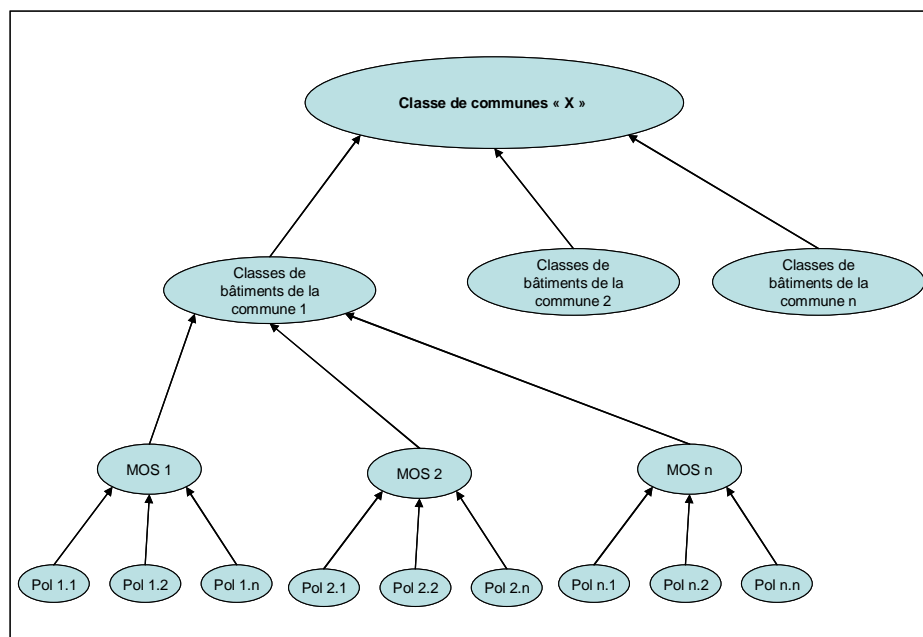 Classe de communes « X »
Classes de
bâtiments de la
commune 1
Classes de
bâtiments de la
commune 2
Classes de
bâtiments de la
commune n
MOS 1
MOS 2
MOS n
Pol 1.1
Pol 1.2
Pol 1.n
Pol 2.1
Pol 2.2
Pol 2.n
Pol n.1
Pol n.2
Pol n.n